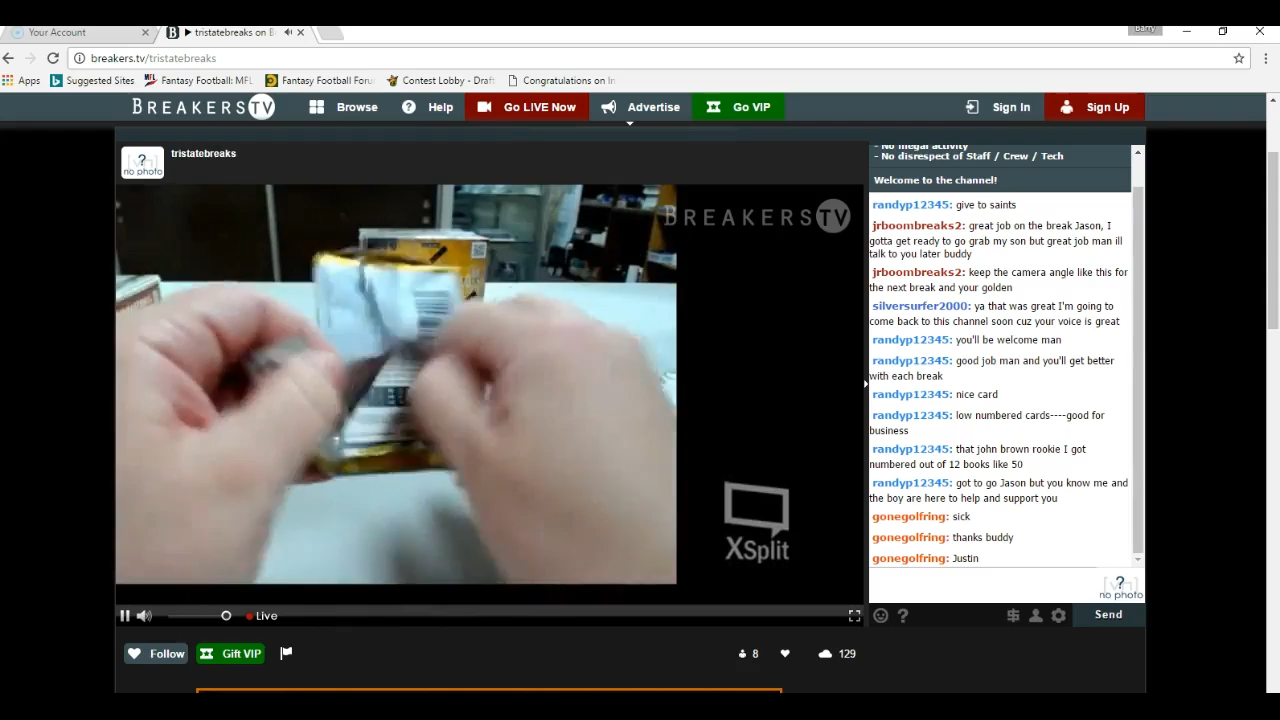 Your Account
tristatebreaks on B
Barry
breakers.tv/tristatebreaks
Apps
Suggested Sites
Fantasy Football: MFL
Fantasy Football Foru
Contest Lobby - Draft
Congratulations on In
BREAKERS TV
Browse
Help
Go LIVE Now
Advertise
Go VIP
Sign In
Sign Up
? no photo
tristatebreaks
BREAKERS TV
XSplit
- No illegal activity
- No disrespect of Staff / Crew / Tech
Welcome to the channel!
randyp12345: give to saints
jrboombreaks2: great job on the break Jason, I
gotta get ready to go grab my son but great job man ill
talk to you later buddy
jrboombreaks2: keep the camera angle like this for
the next break and your golden
silversurfer2000: ya that was great I'm going to
come back to this channel soon cuz your voice is great
randyp12345: you'll be welcome man
randyp12345: good job man and you'll get better
with each break
randyp12345: nice card
randyp12345: low numbered cards----good for
business
randyp12345: that john brown rookie I got
numbered out of 12 books like 50
randyp12345: got to go Jason but you know me and
the boy are here to help and support you
gonegolfring: sick
gonegolfring: thanks buddy
gonegolfring: Justin
? no photo
Send
Live
Follow
Gift VIP
8
129